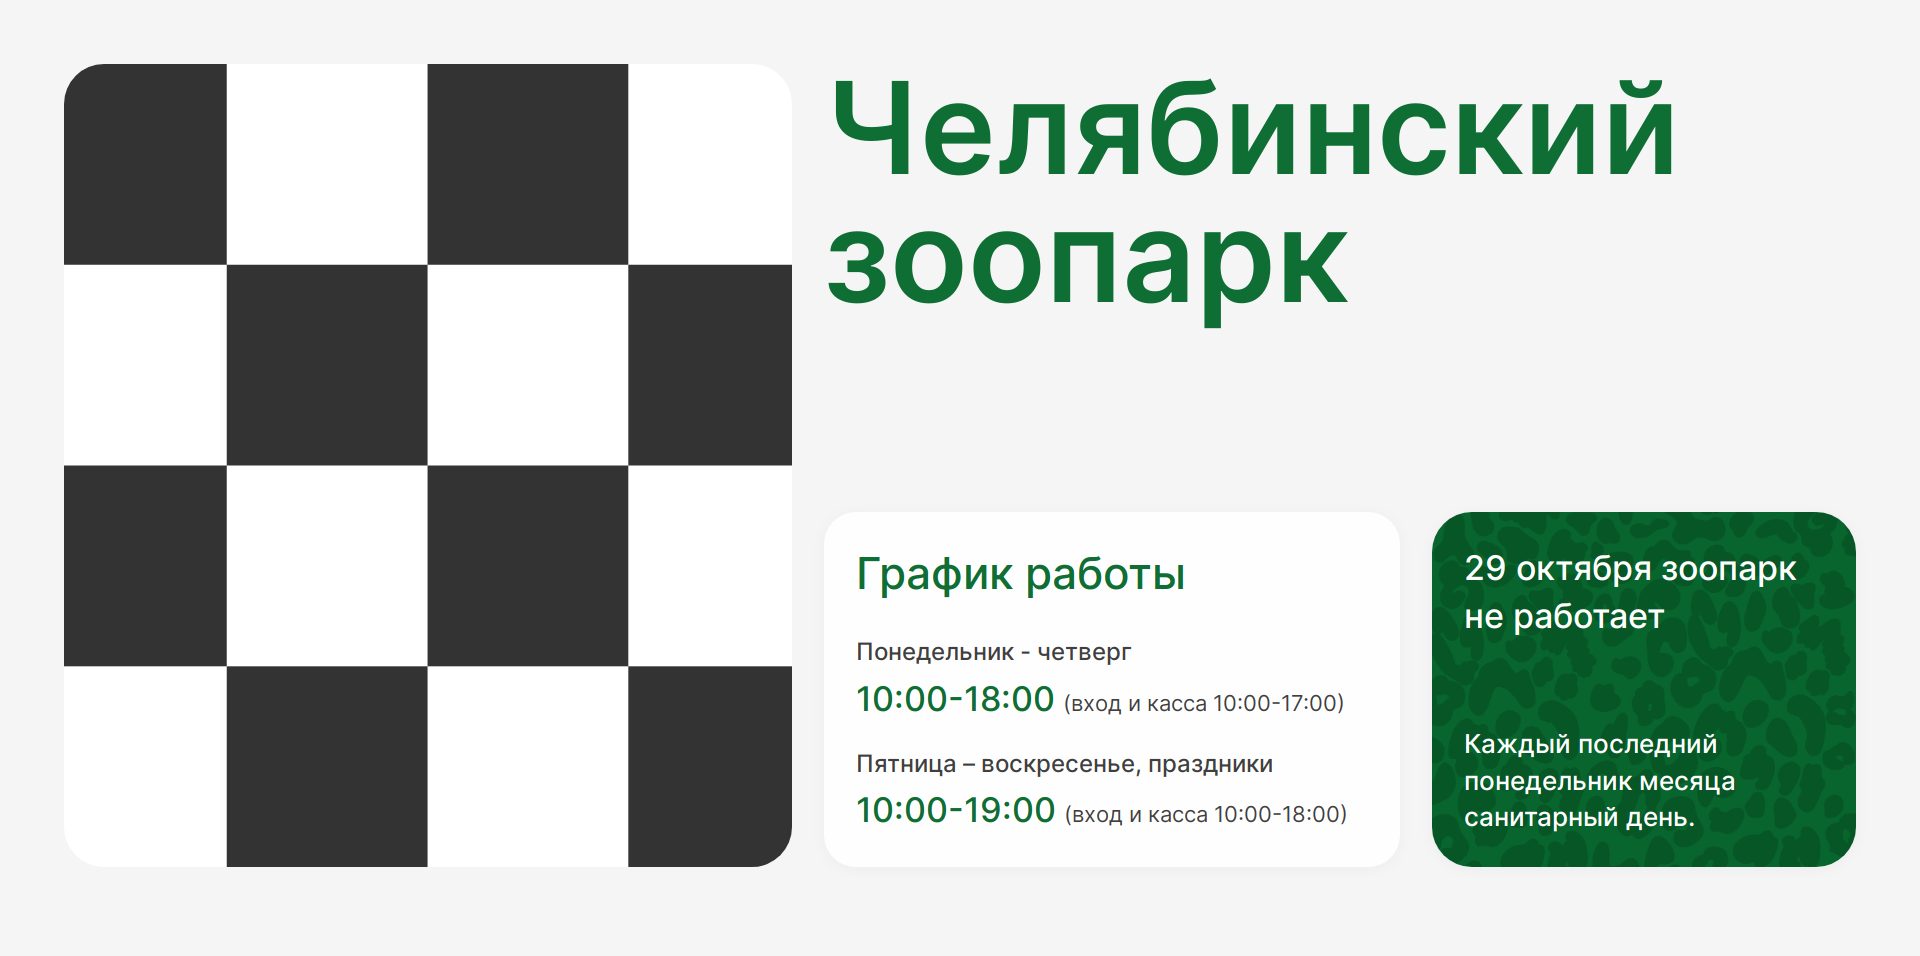 Челябинский
зоопарк
График работы
Понедельник - четверг
10:00-18:00 (вход и касса 10:00-17:00)
Пятница – воскресенье, праздники
10:00-19:00 (вход и касса 10:00-18:00)
29 октября зоопарк
не работает
Каждый последний
понедельник месяца
санитарный день.